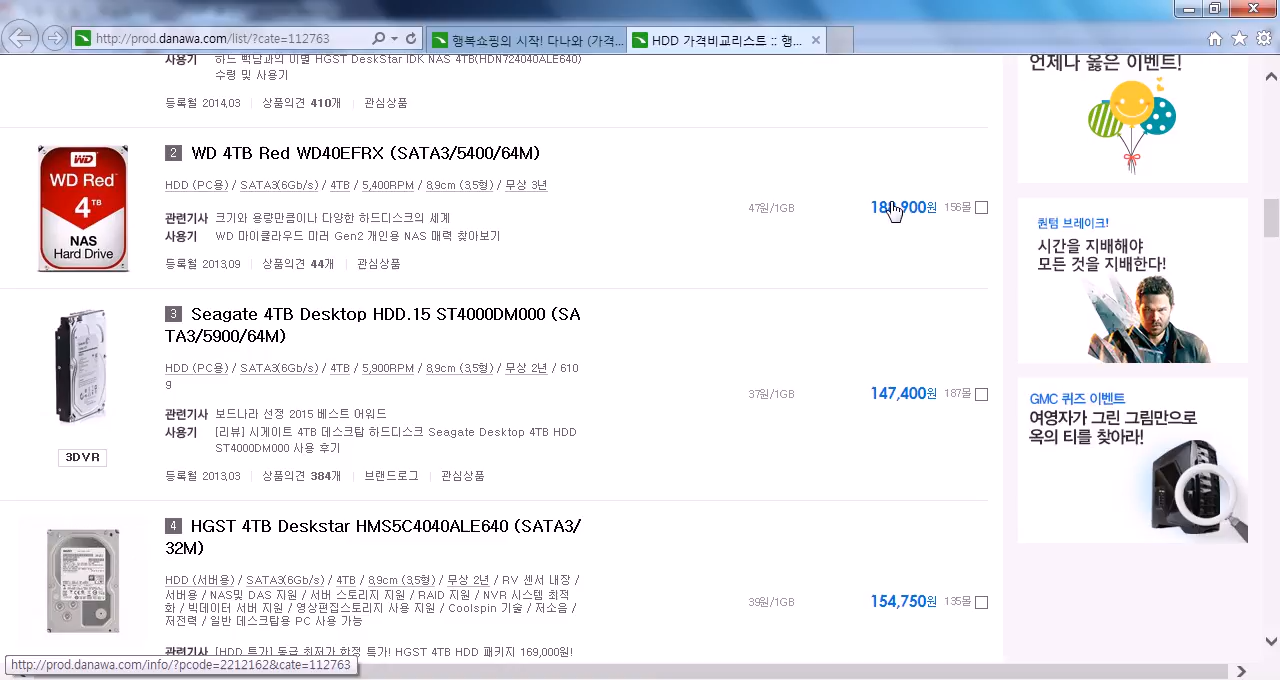 http://prod.danawa.com/list/?cate=112763
행복쇼핑의 시작! 다나와 (가격...
HDD 가격비교리스트 :: 행...
사용기 하드 백담과의 이별 HGST DeskStar IDK NAS 4TB(HDN724040ALE640)
수령 및 사용기
등록월 2014.03 상품의견 410개 관심상품
2 WD 4TB Red WD40EFRX (SATA3/5400/64M)
HDD (PC용) / SATA3(6Gb/s) / 4TB / 5,400RPM / 8.9cm (3.5형) / 무상 3년
관련기사 크기와 용량만큼이나 다양한 하드디스크의 세계
사용기 WD 마이클라우드 미러 Gen2 개인용 NAS 매력 찾아보기
등록월 2013.09 상품의견 44개 관심상품
47원/1GB
900원 156몰
WD
WD Red
4TB
NAS
Hard Drive
3 Seagate 4TB Desktop HDD.15 ST4000DM000 (SA
TA3/5900/64M)
HDD (PC용) / SATA3(6Gb/s) / 4TB / 5,900RPM / 8.9cm (3.5형) / 무상 2년 / 610
g
관련기사 보드나라 선정 2015 베스트 어워드
사용기 [리뷰] 시게이트 4TB 데스크탑 하드디스크 Seagate Desktop 4TB HDD
ST4000DM000 사용 후기
등록월 2013.03 상품의견 384개 브랜드로그 관심상품
37원/1GB
147,400원 187몰
3DVR
4 HGST 4TB Deskstar HMS5C4040ALE640 (SATA3/
32M)
HDD (서버용) / SATA3(6Gb/s) / 4TB / 8.9cm (3.5형) / 무상 2년 / RV 센서 내장 /
서버용 / NAS및 DAS 지원 / 서버 스토리지 지원 / RAID 지원 / NVR 시스템 최적
화 / 빅데이터 서버 지원 / 영상편집스토리지 사용 지원 / Coolspin 기술 / 저소음 /
저전력 / 일반 데스크탑용 PC 사용 가능
관련기사 [HDD 특가] 동급 최저가 한정 특가! HGST 4TB HDD 패키지 169,000원!
39원/1GB
154,750원 135몰
언제나 옳은 이벤트!
퀀텀 브레이크!
시간을 지배해야
모든 것을 지배한다!
GMC 퀴즈 이벤트
여영자가 그린 그림만으로
옥의 티를 찾아라!
http://prod.danawa.com/info/?pcode=2212162&cate=112763